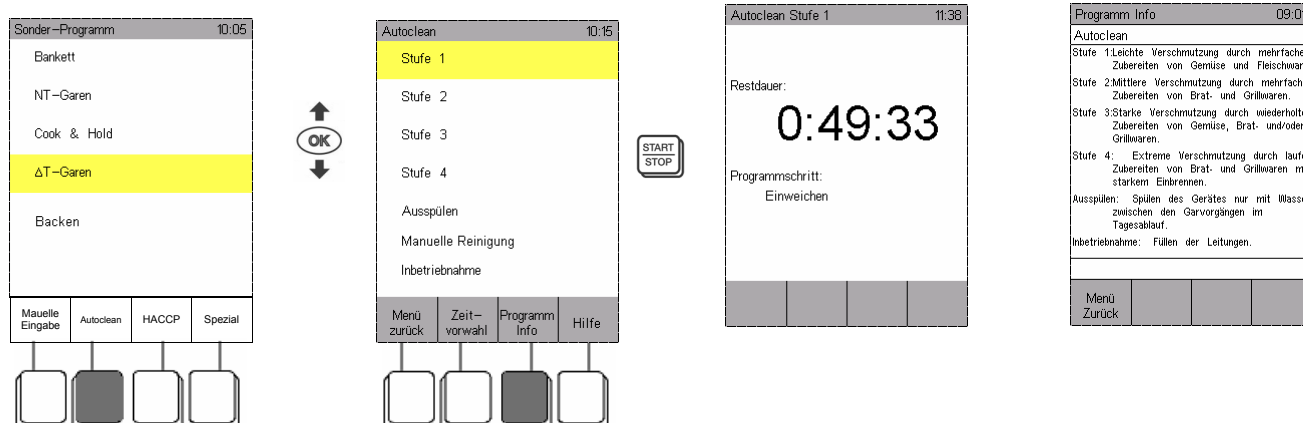 Sonder-Programm 10:05
Bankett
NT-Garen
Cook & Hold
ΔT-Garen
Backen
Mauelle
Eingabe
Autoclean
HACCP
Spezial
OK
Autoclean 10:15
Stufe 1
Stufe 2
Stufe 3
Stufe 4
Ausspülen
Manuelle Reinigung
Inbetriebnahme
Menü
zurück
Zeit-
vorwahl
Programm
Info
Hilfe
START
STOP
Autoclean Stufe 1 11:38
Restdauer:
0:49:33
Programmschritt:
Einweichen
Programm Info 09:0
Autoclean
Stufe 1:Leichte Verschmutzung durch mehrfache
Zubereiten von Gemüse und Fleischwar
Stufe 2:Mittlere Verschmutzung durch mehrfach
Zubereiten von Brat- und Grillwaren.
Stufe 3:Starke Verschmutzung durch wiederholte
Zubereiten von Gemüse, Brat- und/oder
Grillwaren.
Stufe 4: Extreme Verschmutzung durch laufe
Zubereiten von Brat- und Grillwaren m
starkem Einbrennen.
Ausspülen: Spülen des Gerätes nur mit Wasse
zwischen den Garvorgängen im
Tagesablauf.
Inbetriebnahme: Füllen der Leitungen.
Menü
Zurück